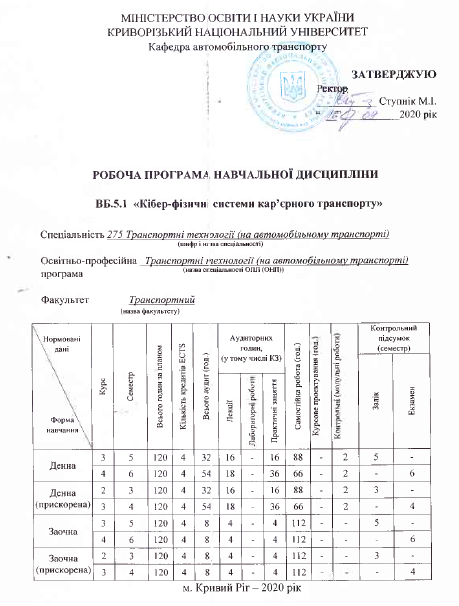 МІНІСТЕРСТВО ОСВІТИ І НАУКИ УКРАЇНИ
КРИВОРІЗЬКИЙ НАЦІОНАЛЬНИЙ УНІВЕРСИТЕТ
Кафедра автомобільного транспорту
ЗАТВЕРДЖУЮ
Ректор
Ступнік М.І.
2020 рік
РОБОЧА ПРОГРАМА НАВЧАЛЬНОЇ ДИСЦИПЛІНИ
ВБ.5.1 «Кібер-фізичні системи кар’єрного транспорту»
Спеціальність 275 Транспортні технології (на автомобільному транспорті)
(шифр і назва спеціальності)
Освітньо-професійна Транспортні технології (на автомобільному транспорті)
програма (назва спеціальності ОПП (ОНП))
Факультет Транспортний
(назва факультету)
Нормовані дані
Форма навчання
Курс
Семестр
Всього годин за планом
Кількість кредитів ECTS
Всього аудит (год.)
Аудиторних годин, (у тому числі КЗ)
Лекції
Лабораторні роботи
Практичні заняття
Самостійна робота (год.)
Курсове проектування (год.)
Контрольні (модульні роботи)
Контрольний підсумок (семестр)
Залік
Екзамен
Денна 3 5 120 4 32 16 - 16 88 - 2 5 -
4 6 120 4 54 18 - 36 66 - 2 - 6
Денна (прискорена) 2 3 120 4 32 16 - 16 88 - 2 3 -
3 4 120 4 54 18 - 36 66 - 2 - 4
Заочна 3 5 120 4 8 4 - 4 112 - - 5 -
4 6 120 4 8 4 - 4 112 - - - 6
Заочна (прискорена) 2 3 120 4 8 4 - 4 112 - - 3 -
3 4 120 4 8 4 - 4 112 - - - 4
м. Кривий Ріг – 2020 рік